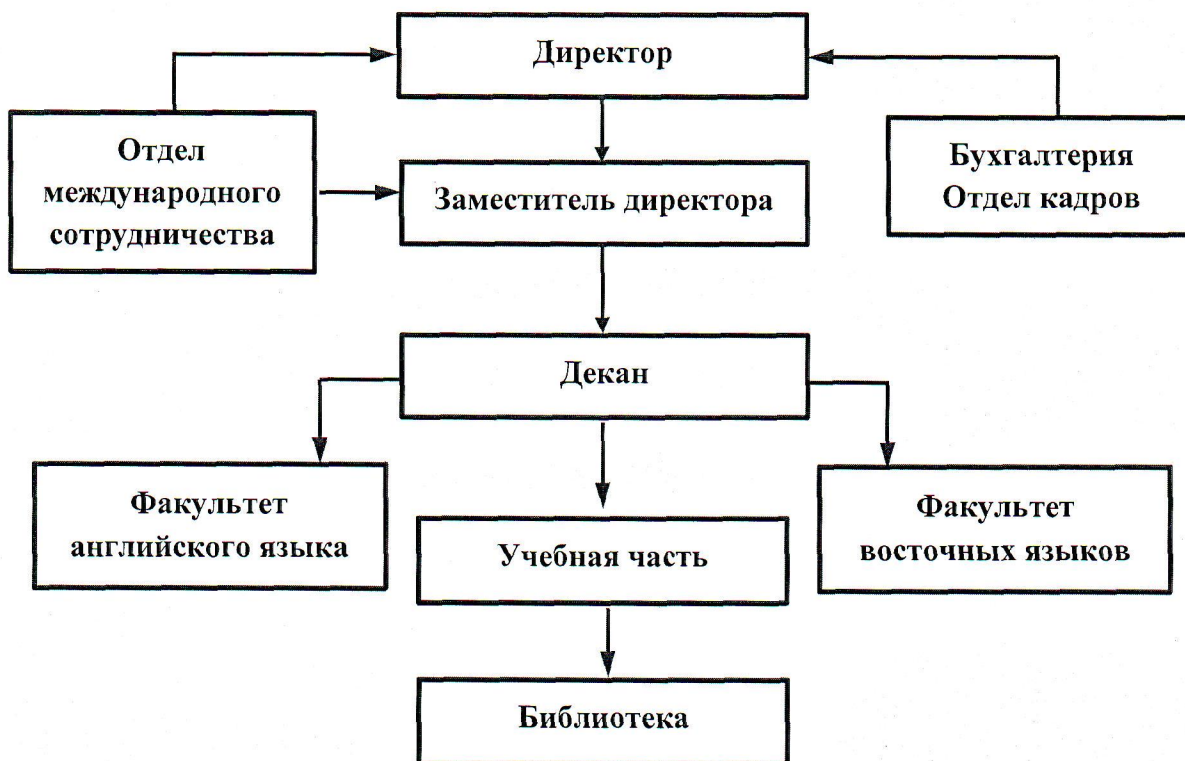 Директор
Отдел
международного
сотрудничества
Заместитель директора
Бухгалтерия
Отдел кадров
Декан
Факультет
английского языка
Учебная часть
Факультет
восточных языков
Библиотека